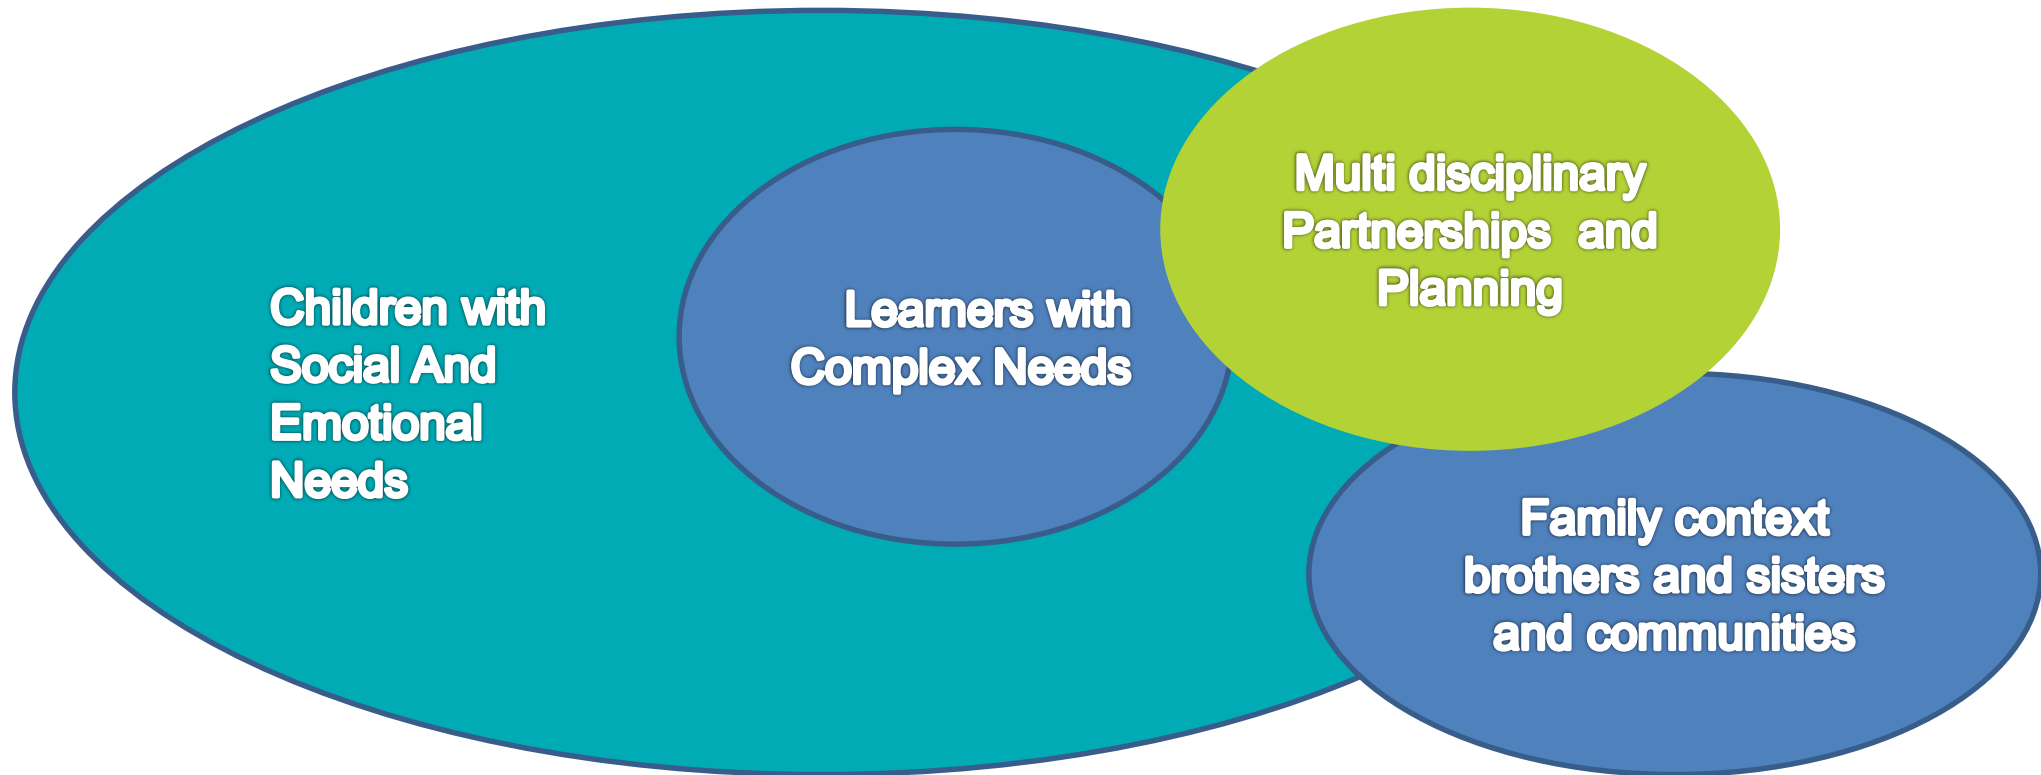 Children with
Social And
Emotional
Needs
Learners with
Complex Needs
Multi disciplinary
Partnerships and
Planning
Family context
brothers and sisters
and communities